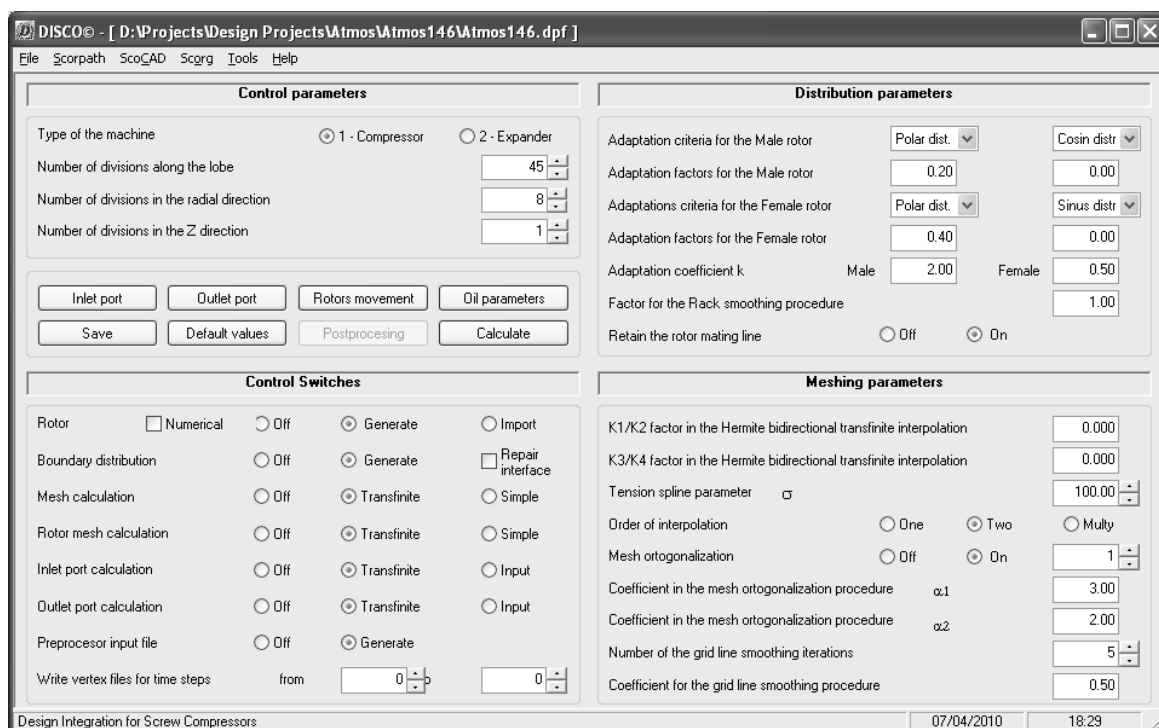 DISCO© - [ D:\Projects\Design Projects\Atmos\Atmos146\Atmos146.dpf ]
File Scorpath ScoCAD Scorg Tools Help
Control parameters
Type of the machine 1 - Compressor 2 - Expander
Number of divisions along the lobe 45
Number of divisions in the radial direction 8
Number of divisions in the Z direction 1
Inlet port Outlet port Rotors movement Oil parameters
Save Default values Postprocesing Calculate
Control Switches
Rotor Numerical Off Generate Import
Boundary distribution Off Generate Repair interface
Mesh calculation Off Transfinite Simple
Rotor mesh calculation Off Transfinite Simple
Inlet port calculation Off Transfinite Input
Outlet port calculation Off Transfinite Input
Preprocesor input file Off Generate
Write vertex files for time steps from 0 0
Distribution parameters
Adaptation criteria for the Male rotor Polar dist. Cosin distr
Adaptation factors for the Male rotor 0.20 0.00
Adaptations criteria for the Female rotor Polar dist. Sinus distr
Adaptation factors for the Female rotor 0.40 0.00
Adaptation coefficient k Male 2.00 Female 0.50
Factor for the Rack smoothing procedure 1.00
Retain the rotor mating line Off On
Meshing parameters
K1/K2 factor in the Hermite bidirectional transfinite interpolation 0.000
K3/K4 factor in the Hermite bidirectional transfinite interpolation 0.000
Tension spline parameter σ 100.00
Order of interpolation One Two Multy
Mesh ortogonalization Off On 1
Coefficient in the mesh ortogonalization procedure α1 3.00
Coefficient in the mesh ortogonalization procedure α2 2.00
Number of the grid line smoothing iterations 5
Coefficient for the grid line smoothing procedure 0.50
Design Integration for Screw Compressors 07/04/2010 18:29